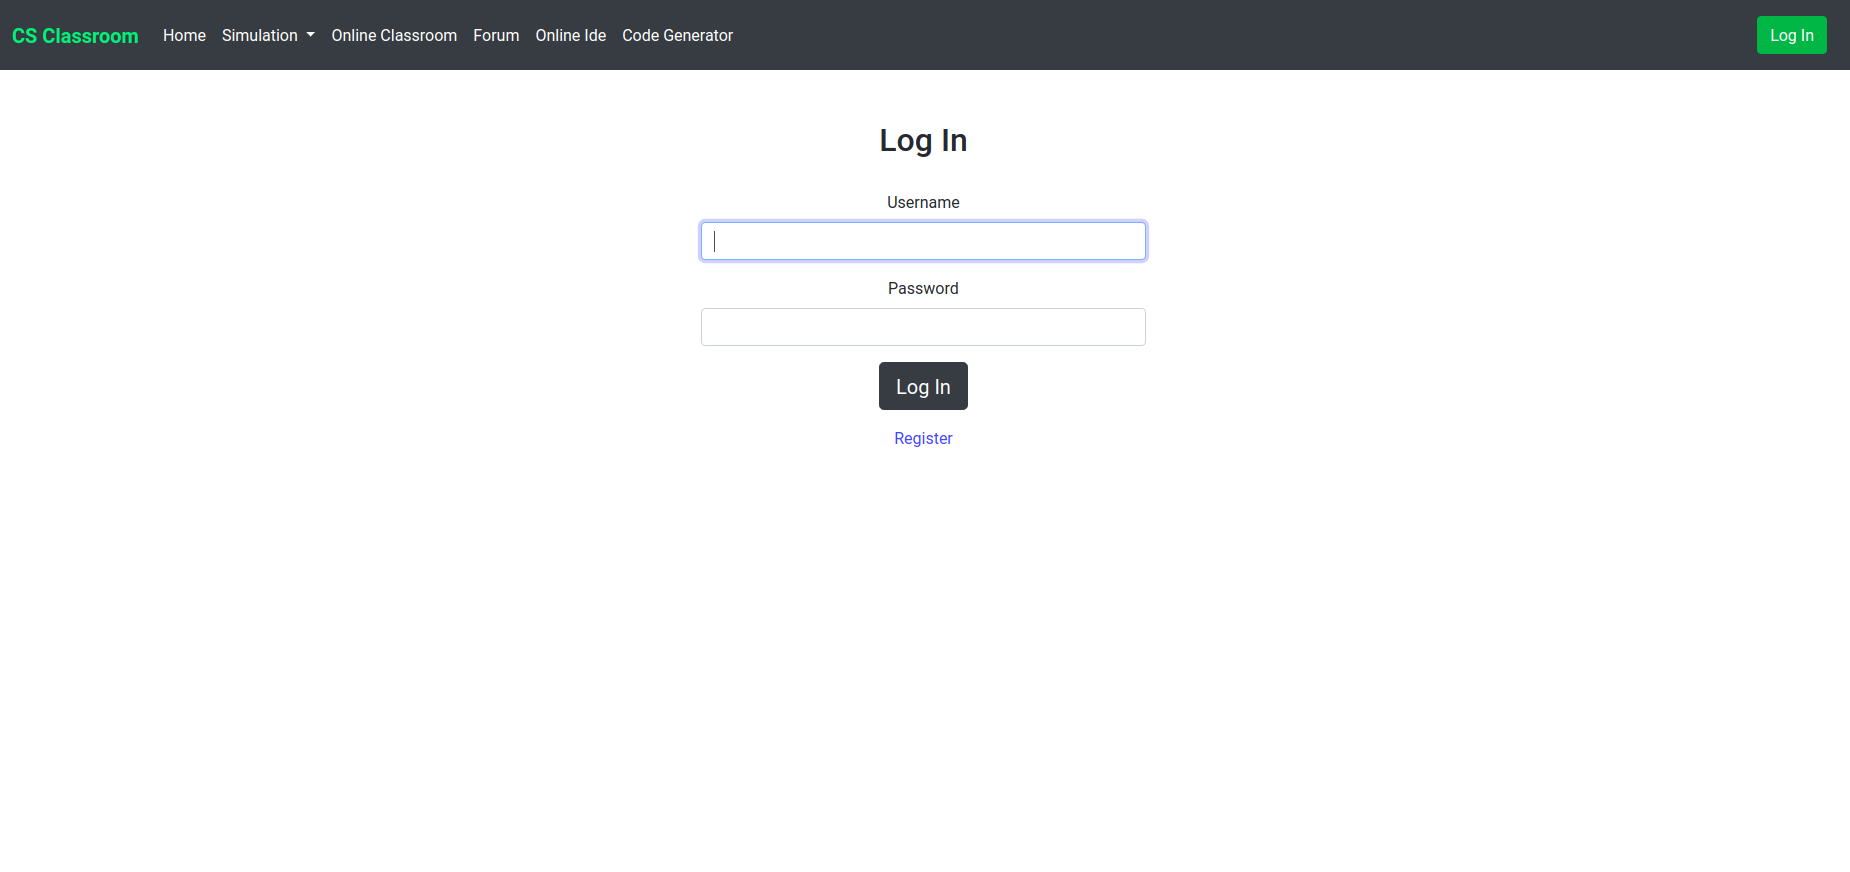 CS Classroom Home Simulation Online Classroom Forum Online Ide Code Generator Log In
Log In
Username
Password
Log In
Register